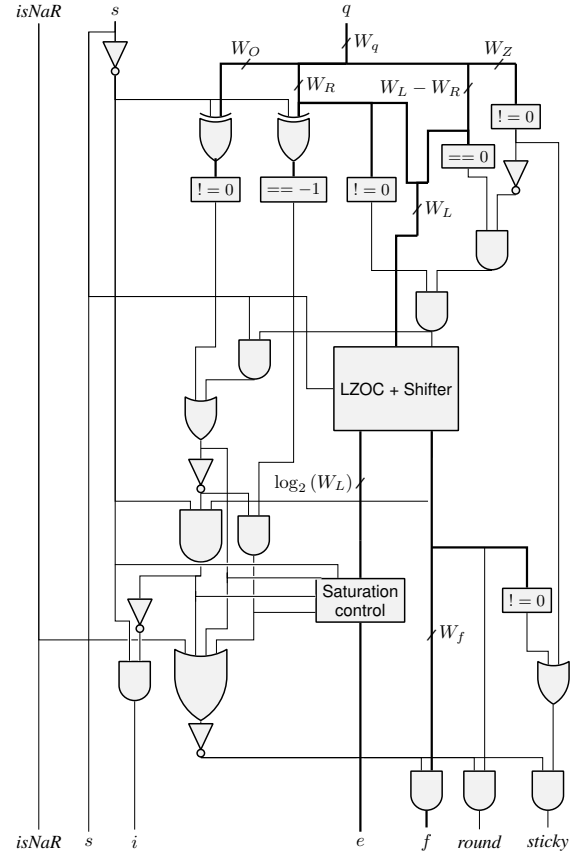 isNaR s q
W_q
W_O W_Z
W_R W_L − W_R
! = 0
== 0
! = 0 == −1 ! = 0
W_L
LZOC + Shifter
log_2 (W_L)
Saturation
control
! = 0
W_f
isNaR s i e f round sticky